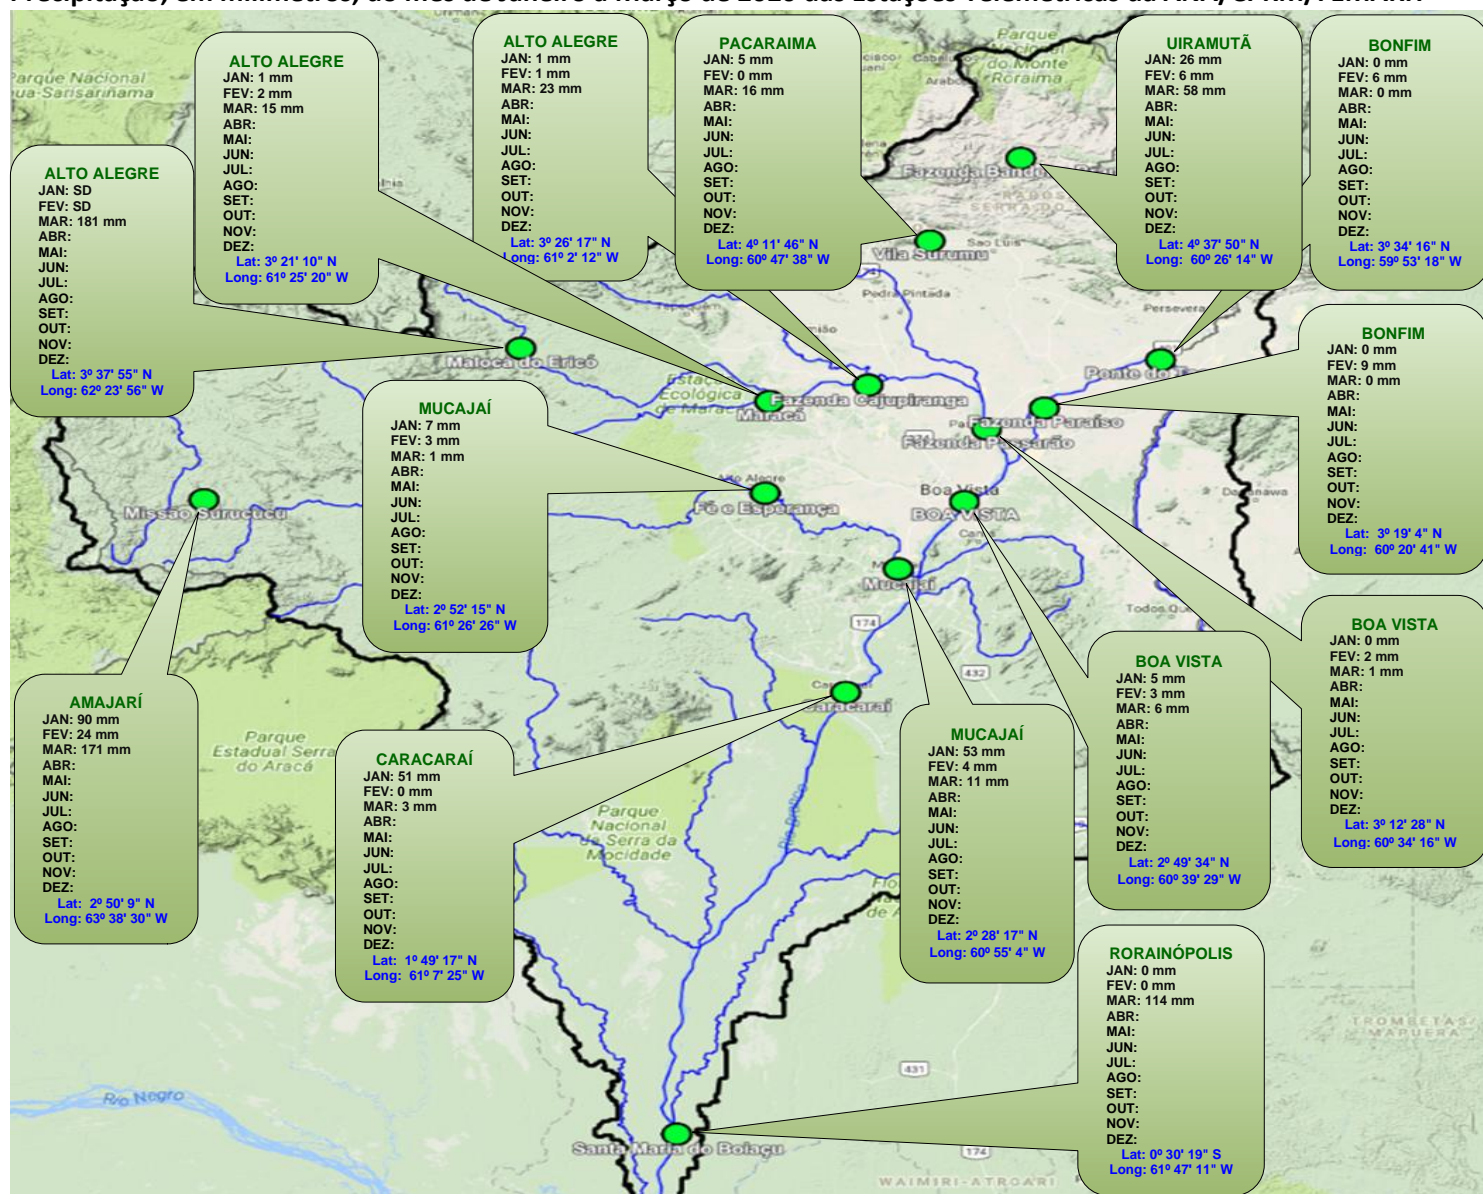 ALTO ALEGRE
JAN: 1 mm
FEV: 2 mm
MAR: 15 mm
ABR:
MAI:
JUN:
JUL:
AGO:
SET:
OUT:
NOV:
DEZ:
Lat: 3º 21' 10" N
Long: 61º 25' 20" W
ALTO ALEGRE
JAN: 1 mm
FEV: 1 mm
MAR: 23 mm
ABR:
MAI:
JUN:
JUL:
AGO:
SET:
OUT:
NOV:
DEZ:
Lat: 3º 26' 17" N
Long: 61º 2' 12" W
PACARAIMA
JAN: 5 mm
FEV: 0 mm
MAR: 16 mm
ABR:
MAI:
JUN:
JUL:
AGO:
SET:
OUT:
NOV:
DEZ:
Lat: 4º 11' 46" N
Long: 60º 47' 38" W
UIRAMUTÃ
JAN: 26 mm
FEV: 6 mm
MAR: 58 mm
ABR:
MAI:
JUN:
JUL:
AGO:
SET:
OUT:
NOV:
DEZ:
Lat: 4º 37' 50" N
Long: 60º 26' 14" W
BONFIM
JAN: 0 mm
FEV: 6 mm
MAR: 0 mm
ABR:
MAI:
JUN:
JUL:
AGO:
SET:
OUT:
NOV:
DEZ:
Lat: 3º 34' 16" N
Long: 59º 53' 18" W
ALTO ALEGRE
JAN: SD
FEV: SD
MAR: 181 mm
ABR:
MAI:
JUN:
JUL:
AGO:
SET:
OUT:
NOV:
DEZ:
Lat: 3º 37' 55" N
Long: 62º 23' 56" W
BONFIM
JAN: 0 mm
FEV: 9 mm
MAR: 0 mm
ABR:
MAI:
JUN:
JUL:
AGO:
SET:
OUT:
NOV:
DEZ:
Lat: 3º 19' 4" N
Long: 60º 20' 41" W
MUCAJAÍ
JAN: 7 mm
FEV: 3 mm
MAR: 1 mm
ABR:
MAI:
JUN:
JUL:
AGO:
SET:
OUT:
NOV:
DEZ:
Lat: 2º 52' 15" N
Long: 61º 26' 26" W
BOA VISTA
JAN: 0 mm
FEV: 2 mm
MAR: 1 mm
ABR:
MAI:
JUN:
JUL:
AGO:
SET:
OUT:
NOV:
DEZ:
Lat: 3º 12' 28" N
Long: 60º 34' 16" W
BOA VISTA
JAN: 5 mm
FEV: 3 mm
MAR: 6 mm
ABR:
MAI:
JUN:
JUL:
AGO:
SET:
OUT:
NOV:
DEZ:
Lat: 2º 49' 34" N
Long: 60º 39' 29" W
AMAJARÍ
JAN: 90 mm
FEV: 24 mm
MAR: 171 mm
ABR:
MAI:
JUN:
JUL:
AGO:
SET:
OUT:
NOV:
DEZ:
Lat: 2º 50' 9" N
Long: 63º 38' 30" W
CARACARAÍ
JAN: 51 mm
FEV: 0 mm
MAR: 3 mm
ABR:
MAI:
JUN:
JUL:
AGO:
SET:
OUT:
NOV:
DEZ:
Lat: 1º 49' 17" N
Long: 61º 7' 25" W
MUCAJAÍ
JAN: 53 mm
FEV: 4 mm
MAR: 11 mm
ABR:
MAI:
JUN:
JUL:
AGO:
SET:
OUT:
NOV:
DEZ:
Lat: 2º 28' 17" N
Long: 60º 55' 4" W
RORAINÓPOLIS
JAN: 0 mm
FEV: 0 mm
MAR: 114 mm
ABR:
MAI:
JUN:
JUL:
AGO:
SET:
OUT:
NOV:
DEZ:
Lat: 0º 30' 19" S
Long: 61º 47' 11" W
Parque
Nacional
do Monte
Roraima
Parque Nacional
Vila Surumu
Sao Luis
Pedra Pintada
Maloca do Ericó
Ecológica
Maracá
Fazenda Cajupiranga
Fazenda Paraíso
Fazenda Passarão
Missão Surucucu
Alto Alegre
Fé e Esperança
Boa Vista
BOA VISTA
Mucajaí
174
432
Caracaraí
Parque
Estadual Serra
do Aracá
Parque
Nacional
da Serra da
Mocidade
Rio Branco
Rio Negro
431
174
Santa Maria do Boiaçu
TROMBETAS/
MAPUERA
WAIMIRI-ATROARI